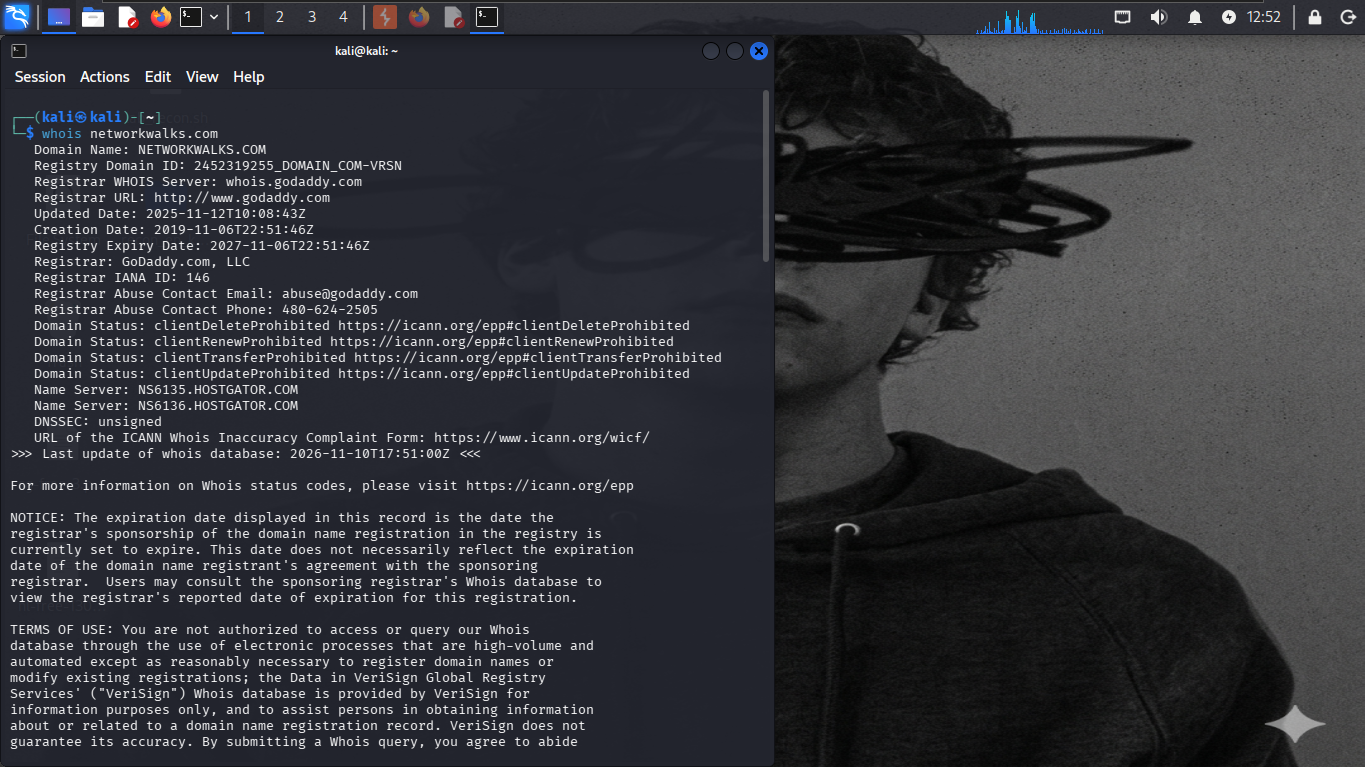 1 2 3 4
12:52
kali@kali: ~
Session Actions Edit View Help
┌──(kali㉿kali)-[~]
└─$ whois networkwalks.com
Domain Name: NETWORKWALKS.COM
Registry Domain ID: 2452319255_DOMAIN_COM-VRSN
Registrar WHOIS Server: whois.godaddy.com
Registrar URL: http://www.godaddy.com
Updated Date: 2025-11-12T10:08:43Z
Creation Date: 2019-11-06T22:51:46Z
Registry Expiry Date: 2027-11-06T22:51:46Z
Registrar: GoDaddy.com, LLC
Registrar IANA ID: 146
Registrar Abuse Contact Email: abuse@godaddy.com
Registrar Abuse Contact Phone: 480-624-2505
Domain Status: clientDeleteProhibited https://icann.org/epp#clientDeleteProhibited
Domain Status: clientRenewProhibited https://icann.org/epp#clientRenewProhibited
Domain Status: clientTransferProhibited https://icann.org/epp#clientTransferProhibited
Domain Status: clientUpdateProhibited https://icann.org/epp#clientUpdateProhibited
Name Server: NS6135.HOSTGATOR.COM
Name Server: NS6136.HOSTGATOR.COM
DNSSEC: unsigned
URL of the ICANN Whois Inaccuracy Complaint Form: https://www.icann.org/wicf/
>>> Last update of whois database: 2026-11-10T17:51:00Z <<<
For more information on Whois status codes, please visit https://icann.org/epp
NOTICE: The expiration date displayed in this record is the date the
registrar's sponsorship of the domain name registration in the registry is
currently set to expire. This date does not necessarily reflect the expiration
date of the domain name registrant's agreement with the sponsoring
registrar.  Users may consult the sponsoring registrar's Whois database to
view the registrar's reported date of expiration for this registration.
TERMS OF USE: You are not authorized to access or query our Whois
database through the use of electronic processes that are high-volume and
automated except as reasonably necessary to register domain names or
modify existing registrations; the Data in VeriSign Global Registry
Services' ("VeriSign") Whois database is provided by VeriSign for
information purposes only, and to assist persons in obtaining information
about or related to a domain name registration record. VeriSign does not
guarantee its accuracy. By submitting a Whois query, you agree to abide